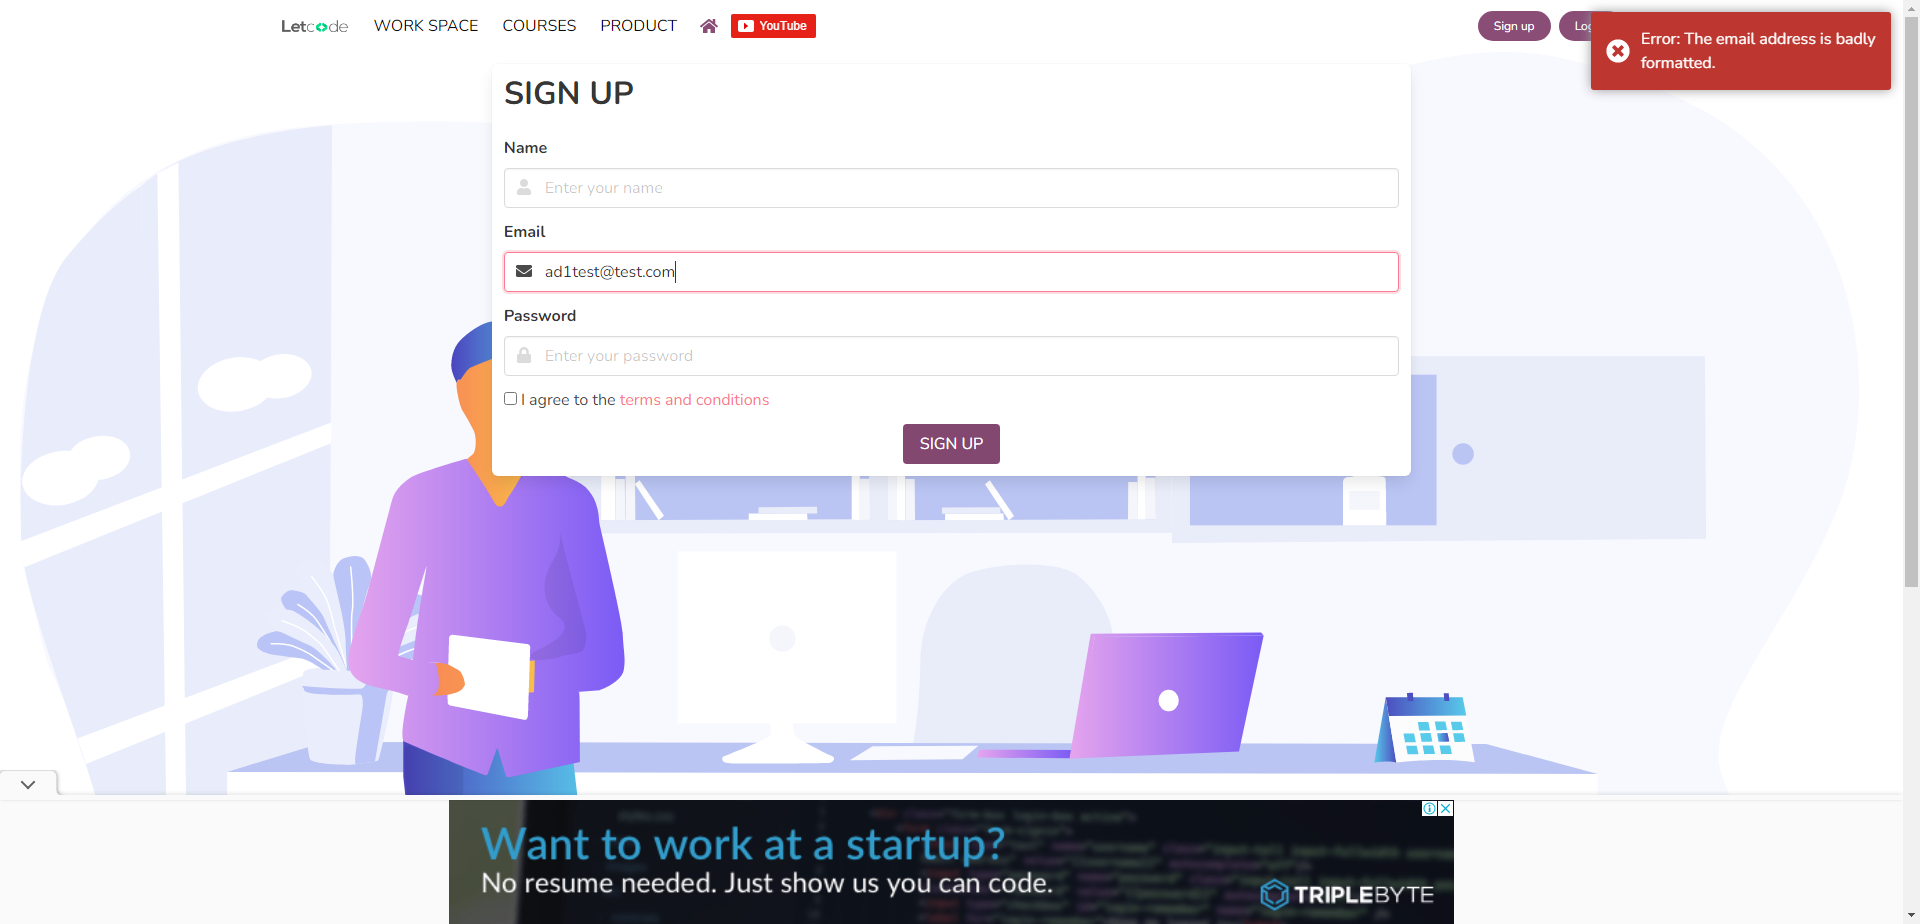 Letcode
WORK SPACE
COURSES
PRODUCT
YouTube
Sign up
Log
Error: The email address is badly
formatted.
SIGN UP
Name
Enter your name
Email
ad1test@test.com
Password
Enter your password
I agree to the terms and conditions
SIGN UP
Want to work at a startup?
No resume needed. Just show us you can code.
TRIPLEBYTE